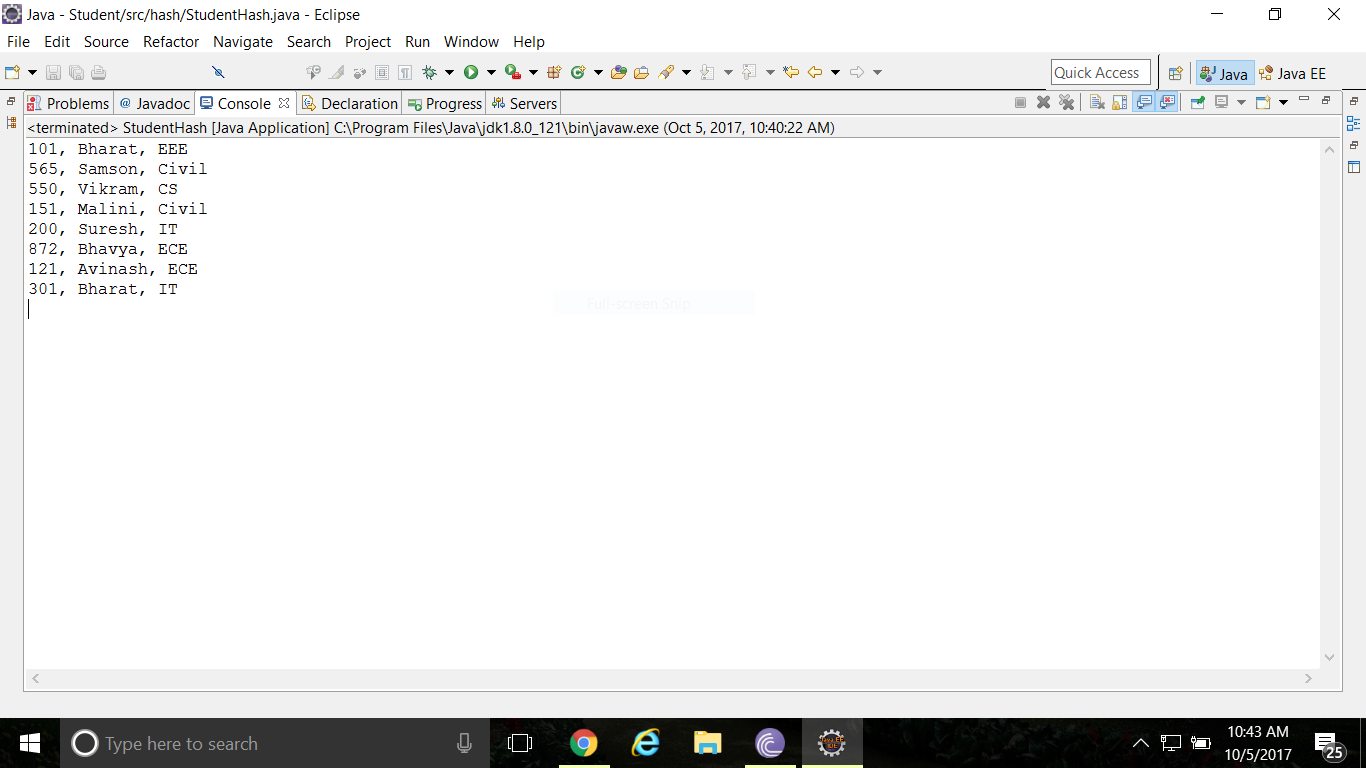 Java - Student/src/hash/StudentHash.java - Eclipse
File Edit Source Refactor Navigate Search Project Run Window Help
Quick Access Java Java EE
Problems @ Javadoc Console Declaration Progress Servers
<terminated> StudentHash [Java Application] C:\Program Files\Java\jdk1.8.0_121\bin\javaw.exe (Oct 5, 2017, 10:40:22 AM)
101, Bharat, EEE
565, Samson, Civil
550, Vikram, CS
151, Malini, Civil
200, Suresh, IT
872, Bhavya, ECE
121, Avinash, ECE
301, Bharat, IT
Full-screen Snip
Type here to search
10:43 AM
10/5/2017
25